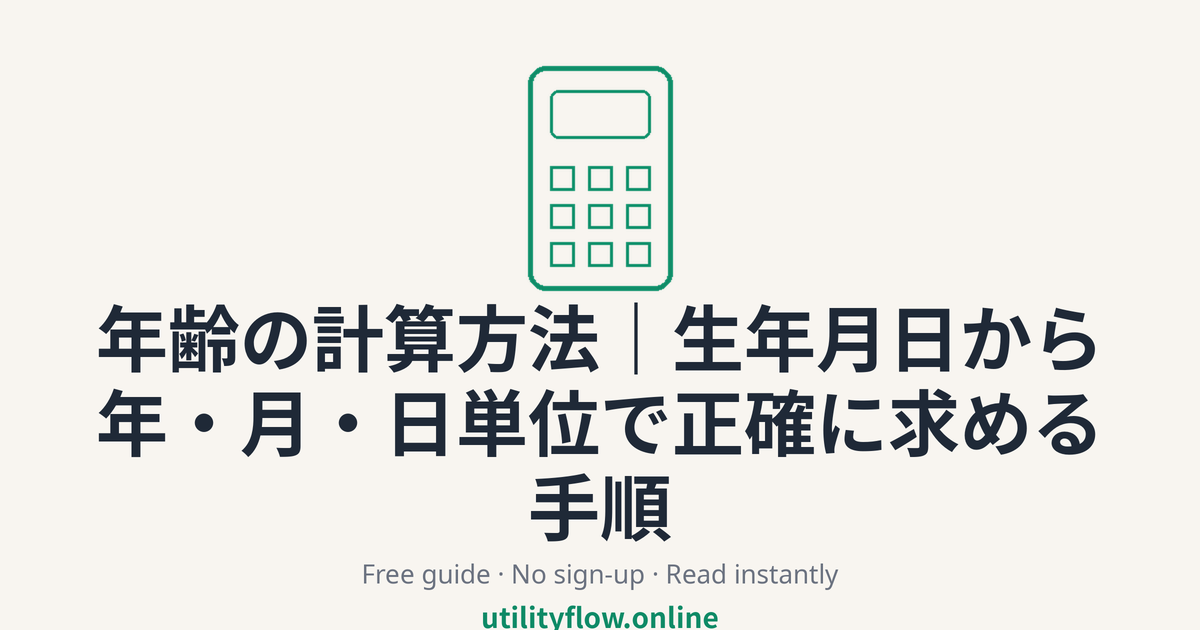 年齢の計算方法｜生年月日から
年・月・日単位で正確に求める
手順
Free guide · No sign-up · Read instantly
utilityflow.online